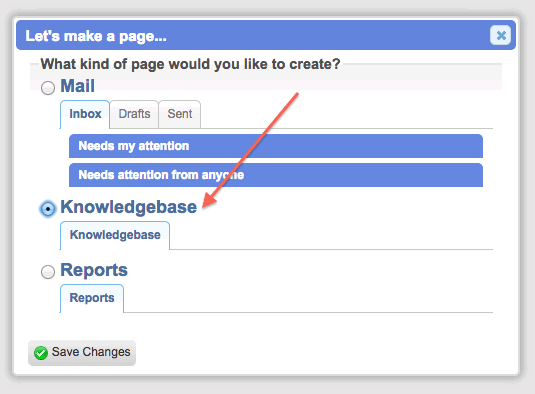 Let's make a page...
What kind of page would you like to create?
Mail
Inbox Drafts Sent
Needs my attention
Needs attention from anyone
Knowledgebase
Knowledgebase
Reports
Reports
Save Changes